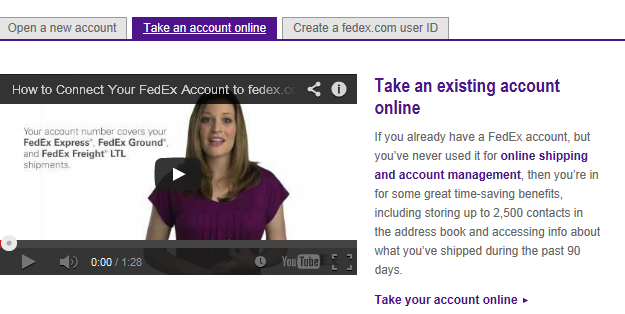 Open a new account
Take an account online
Create a fedex.com user ID
How to Connect Your FedEx Account to fedex.c
Your account number covers your
FedEx Express®, FedEx Ground®,
and FedEx Freight® LTL
shipments.
0:00 / 1:28
YouTube
Take an existing account
online
If you already have a FedEx account, but
you've never used it for online shipping
and account management, then you're in
for some great time-saving benefits,
including storing up to 2,500 contacts in
the address book and accessing info about
what you've shipped during the past 90
days.
Take your account online ▸